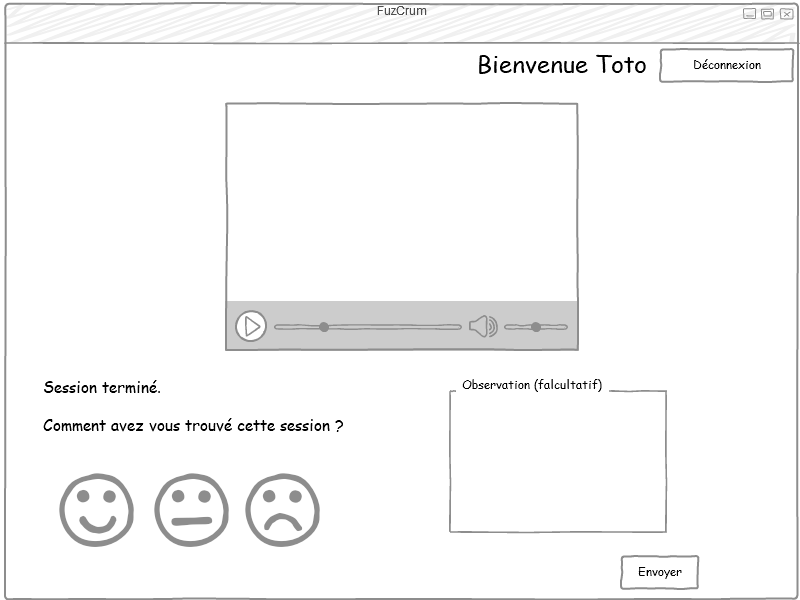 FuzCrum
Bienvenue Toto
Déconnexion
Session terminé.
Comment avez vous trouvé cette session ?
Observation (falcultatif)
Envoyer